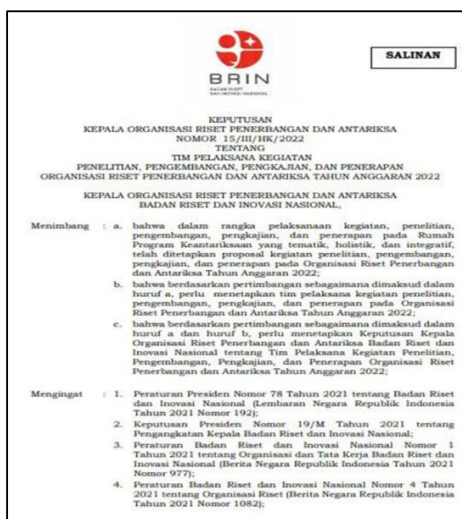 BRIN
BADAN RISET
DAN INOVASI NASIONAL
SALINAN
KEPUTUSAN
KEPALA ORGANISASI RISET PENERBANGAN DAN ANTARIKSA
NOMOR 15/III/HK/2022
TENTANG
TIM PELAKSANA KEGIATAN
PENELITIAN, PENGEMBANGAN, PENGKAJIAN, DAN PENERAPAN
ORGANISASI RISET PENERBANGAN DAN ANTARIKSA TAHUN ANGGARAN 2022
KEPALA ORGANISASI RISET PENERBANGAN DAN ANTARIKSA
BADAN RISET DAN INOVASI NASIONAL,
Menimbang : a. bahwa dalam rangka pelaksanaan kegiatan, penelitian,
pengembangan, pengkajian, dan penerapan pada Rumah
Program Keantariksaan yang tematik, holistik, dan integratif,
telah ditetapkan proposal kegiatan penelitian, pengembangan,
pengkajian, dan penerapan pada Organisasi Riset Penerbangan
dan Antariksa Tahun Anggaran 2022;
b. bahwa berdasarkan pertimbangan sebagaimana dimaksud dalam
huruf a, perlu menetapkan tim pelaksana kegiatan penelitian,
pengembangan, pengkajian, dan penerapan pada Organisasi
Riset Penerbangan dan Antariksa Tahun Anggaran 2022;
c. bahwa berdasarkan pertimbangan sebagaimana dimaksud dalam
huruf a dan huruf b, perlu menetapkan Keputusan Kepala
Organisasi Riset Penerbangan dan Antariksa Badan Riset dan
Inovasi Nasional tentang Tim Pelaksana Kegiatan Penelitian,
Pengembangan, Pengkajian, dan Penerapan Organisasi Riset
Penerbangan dan Antariksa Tahun Anggaran 2022;
Mengingat : 1. Peraturan Presiden Nomor 78 Tahun 2021 tentang Badan Riset
dan Inovasi Nasional (Lembaran Negara Republik Indonesia
Tahun 2021 Nomor 192);
2. Keputusan Presiden Nomor 19/M Tahun 2021 tentang
Pengangkatan Kepala Badan Riset dan Inovasi Nasional;
3. Peraturan Badan Riset dan Inovasi Nasional Nomor 1
Tahun 2021 tentang Organisasi dan Tata Kerja Badan Riset dan
Inovasi Nasional (Berita Negara Republik Indonesia Tahun 2021
Nomor 977);
4. Peraturan Badan Riset dan Inovasi Nasional Nomor 4 Tahun
2021 tentang Organisasi Riset (Berita Negara Republik Indonesia
Tahun 2021 Nomor 1082);